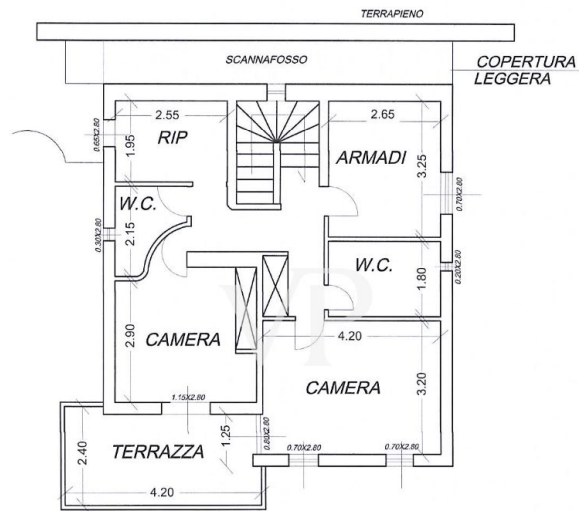 TERRAPIENO
SCANNAFOSSO
COPERTURA
LEGGERA
2.55
2.65
0.65X2.80
1.95
RIP
ARMADI
3.25
0.70X2.80
W.C.
2.15
0.30X2.80
W.C.
1.80
0.20X2.80
VP
2.90
CAMERA
4.20
CAMERA
3.20
1.15X2.80
1.25
0.80X2.80
0.70X2.80
0.70X2.80
2.40
TERRAZZA
4.20